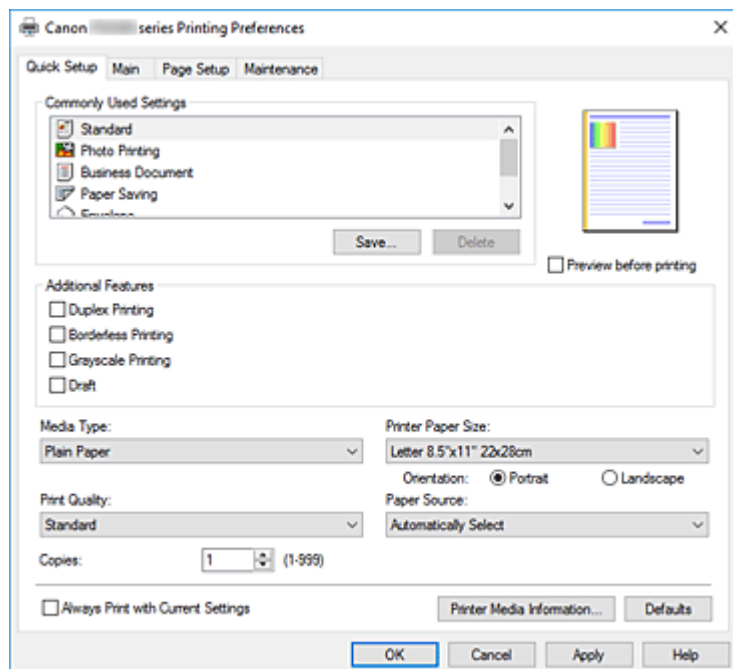 Canon series Printing Preferences
Quick Setup Main Page Setup Maintenance
Commonly Used Settings
Standard
Photo Printing
Business Document
Paper Saving
Envelope
Save... Delete
Preview before printing
Additional Features
Duplex Printing
Borderless Printing
Grayscale Printing
Draft
Media Type: Printer Paper Size:
Plain Paper Letter 8.5"x11" 22x28cm
Orientation: Portrait Landscape
Print Quality: Paper Source:
Standard Automatically Select
Copies: 1 (1-999)
Always Print with Current Settings Printer Media Information... Defaults
OK Cancel Apply Help